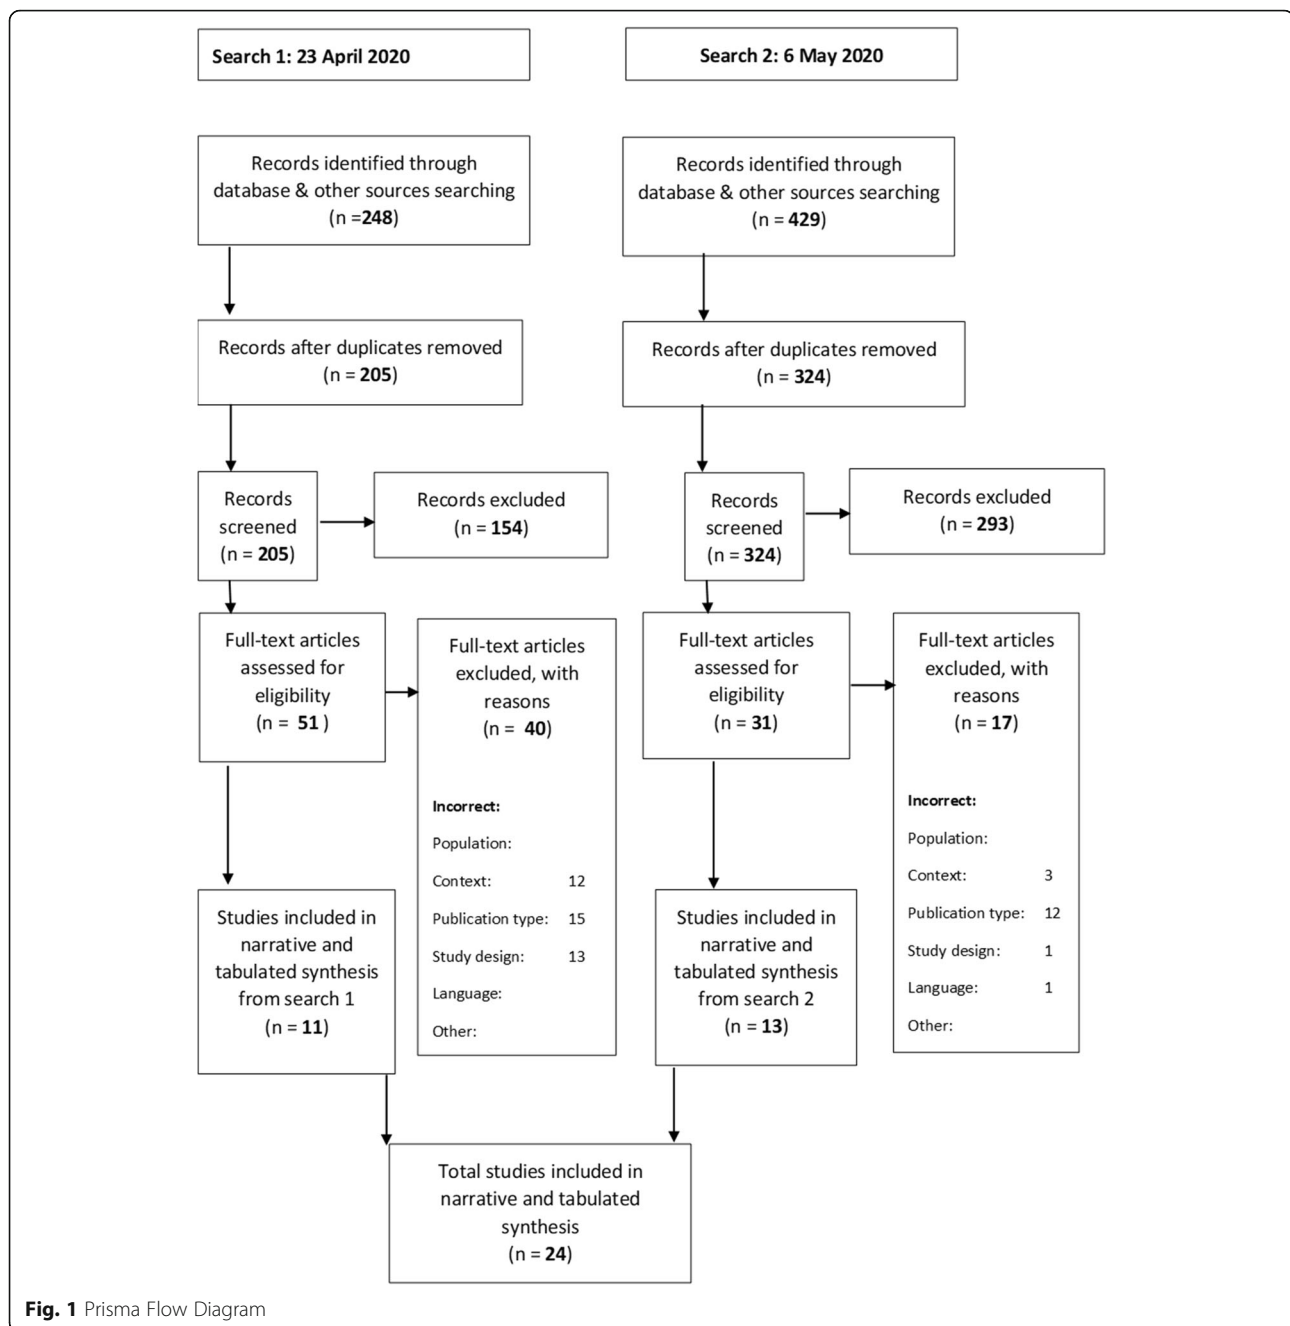 Search 1: 23 April 2020
Search 2: 6 May 2020
Records identified through
database & other sources searching
(n =248)
Records identified through
database & other sources searching
(n = 429)
Records after duplicates removed
(n = 205)
Records after duplicates removed
(n = 324)
Records
screened
(n = 205)
Records excluded
(n = 154)
Records
screened
(n = 324)
Records excluded
(n = 293)
Full-text articles
assessed for
eligibility
(n = 51 )
Full-text articles
excluded, with
reasons
(n = 40)
Incorrect:
Population:
Context: 12
Publication type: 15
Study design: 13
Language:
Other:
Full-text articles
assessed for
eligibility
(n = 31)
Full-text articles
excluded, with
reasons
(n = 17)
Incorrect:
Population:
Context: 3
Publication type: 12
Study design: 1
Language: 1
Other:
Studies included in
narrative and
tabulated synthesis
from search 1
(n = 11)
Studies included in
narrative and
tabulated synthesis
from search 2
(n = 13)
Total studies included in
narrative and tabulated
synthesis
(n = 24)
Fig. 1 Prisma Flow Diagram